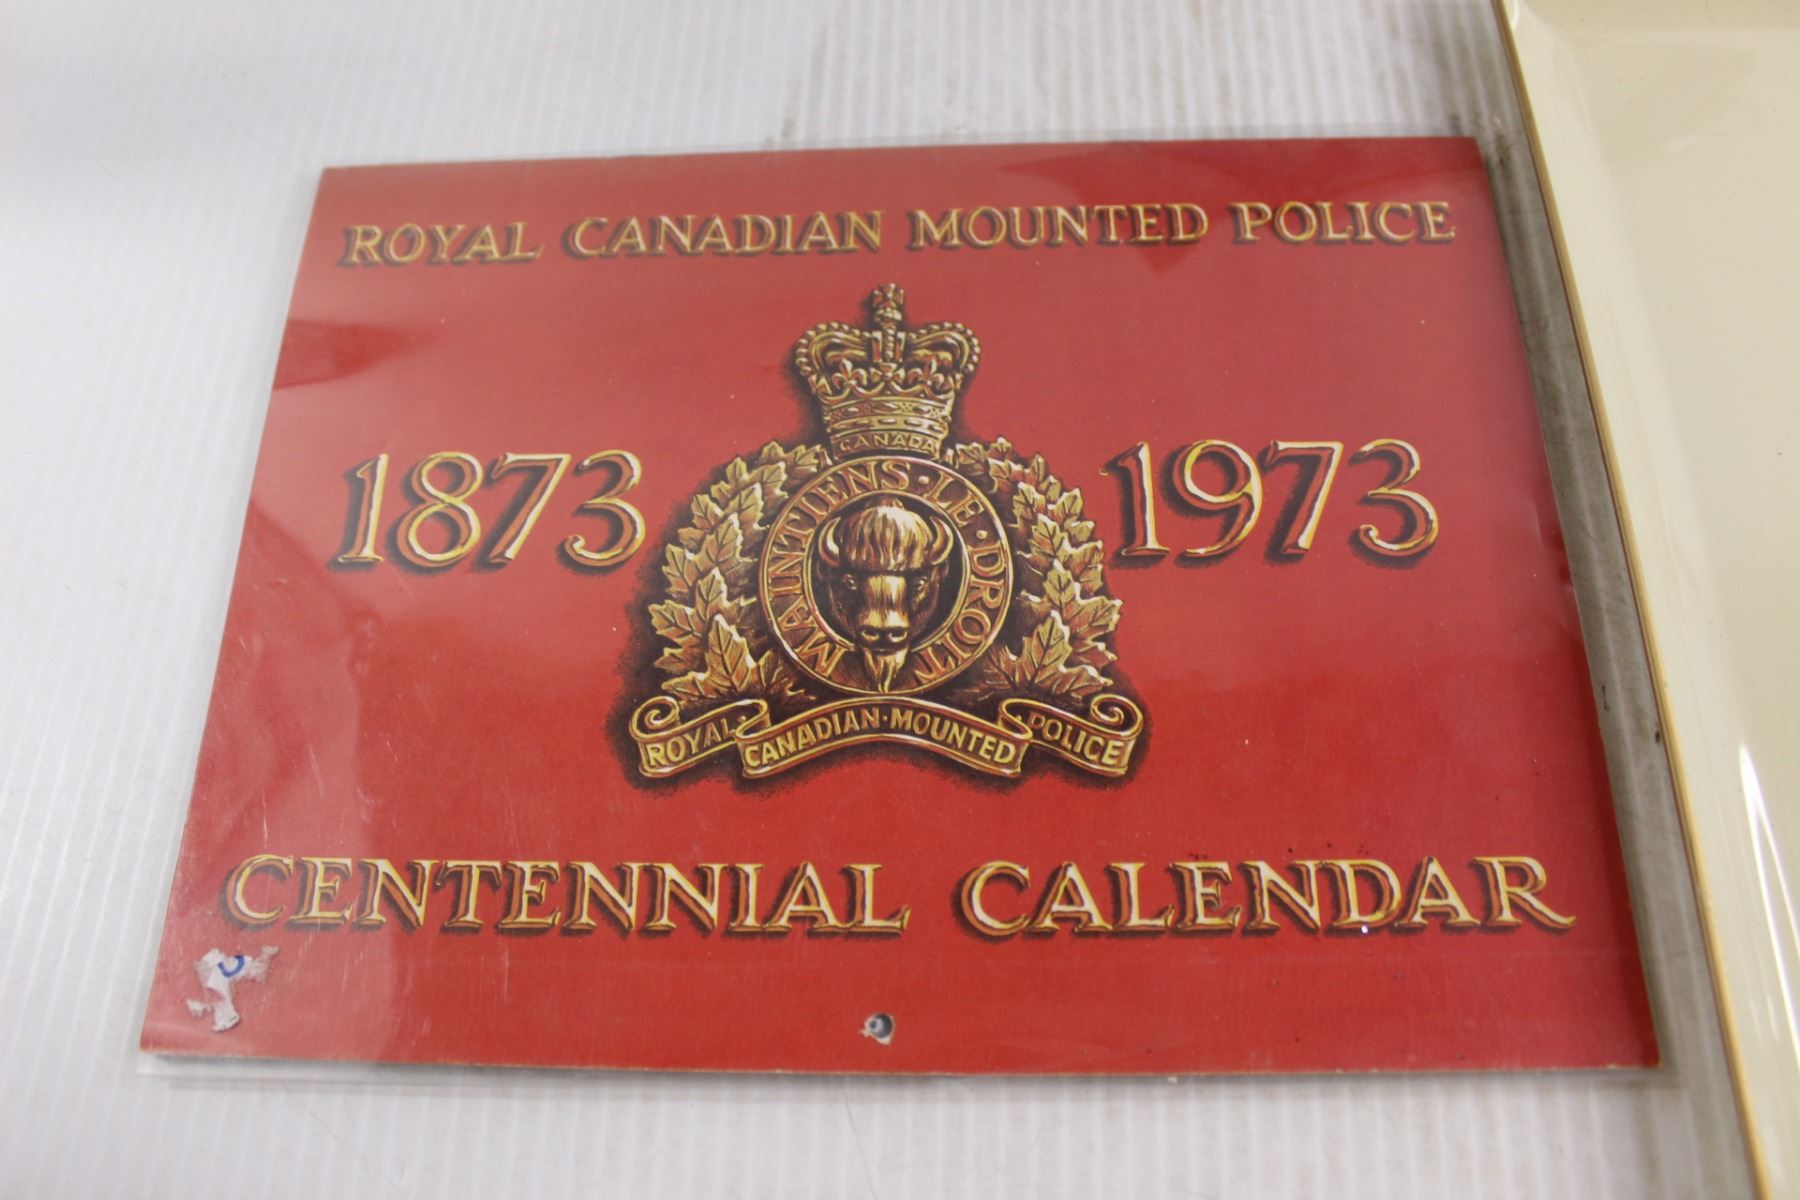 ROYAL CANADIAN MOUNTED POLICE
CANADA
1873 1973
MAINTIENS · LE · DROIT
ROYAL · CANADIAN · MOUNTED POLICE
CENTENNIAL CALENDAR